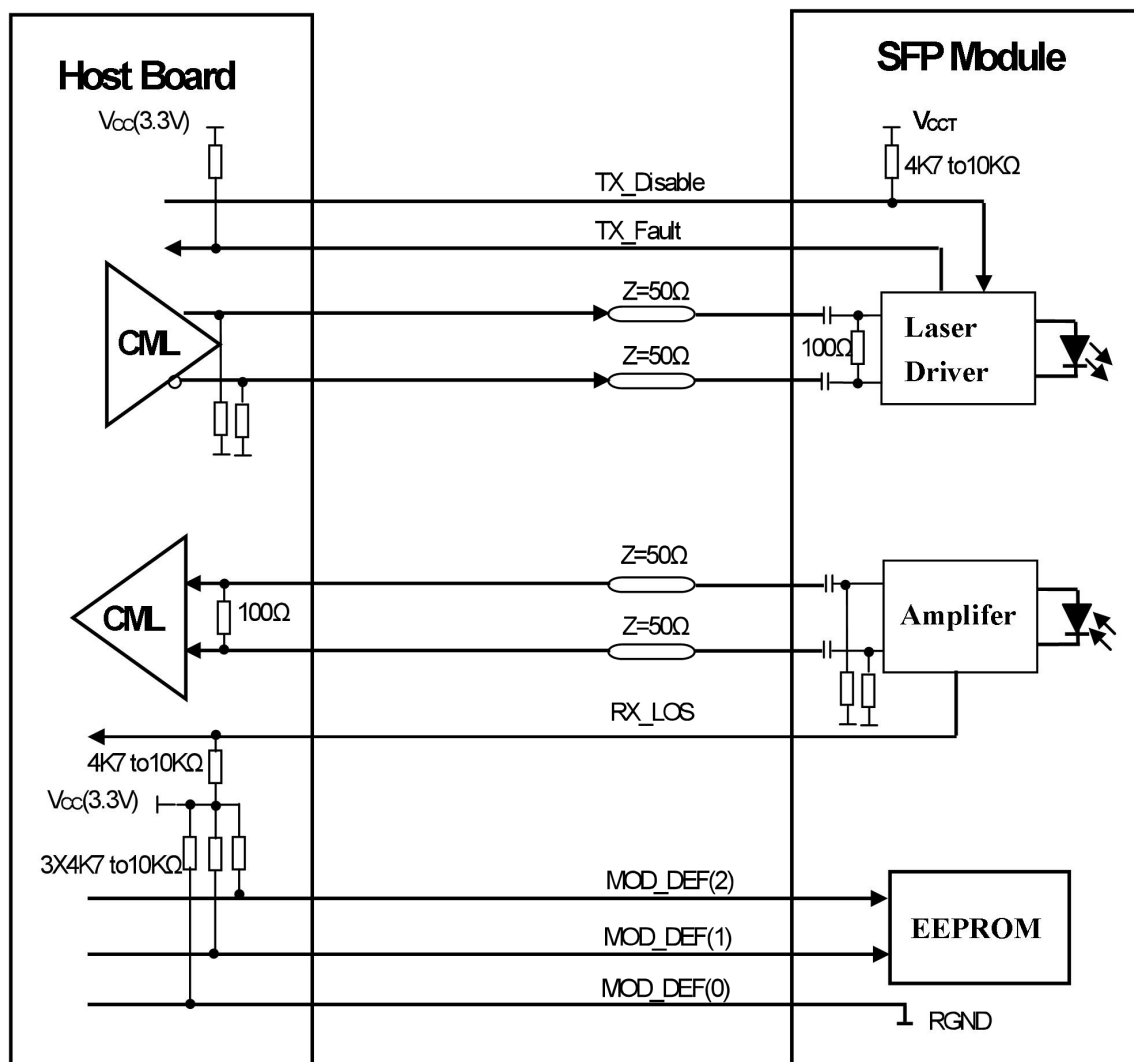 Host Board
SFP Module
VCC(3.3V)
VCCT
4K7 to10KΩ
TX_Disable
TX_Fault
Z=50Ω
CML
100Ω
Laser
Driver
Z=50Ω
Z=50Ω
CML
100Ω
Amplifer
Z=50Ω
RX_LOS
4K7 to10KΩ
VCC(3.3V)
3X4K7 to10KΩ
MOD_DEF(2)
EEPROM
MOD_DEF(1)
MOD_DEF(0)
RGND